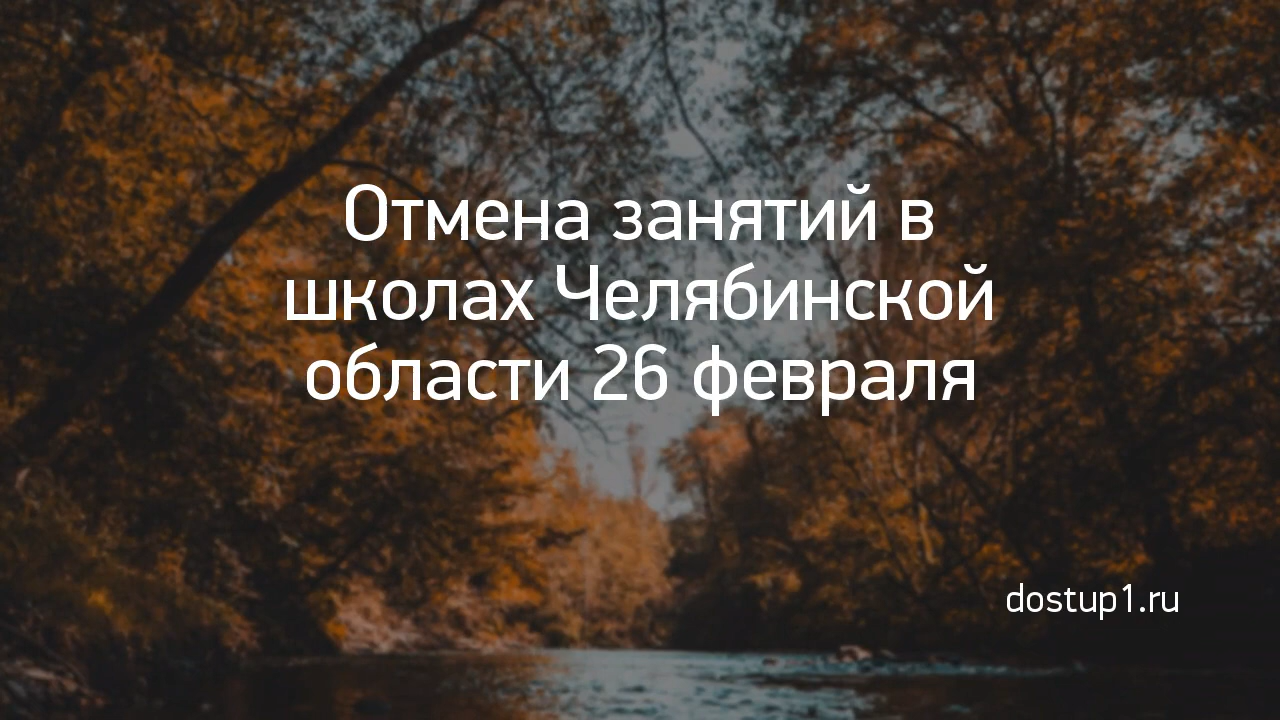 Отмена занятий в
школах Челябинской
области 26 февраля
dostup1.ru